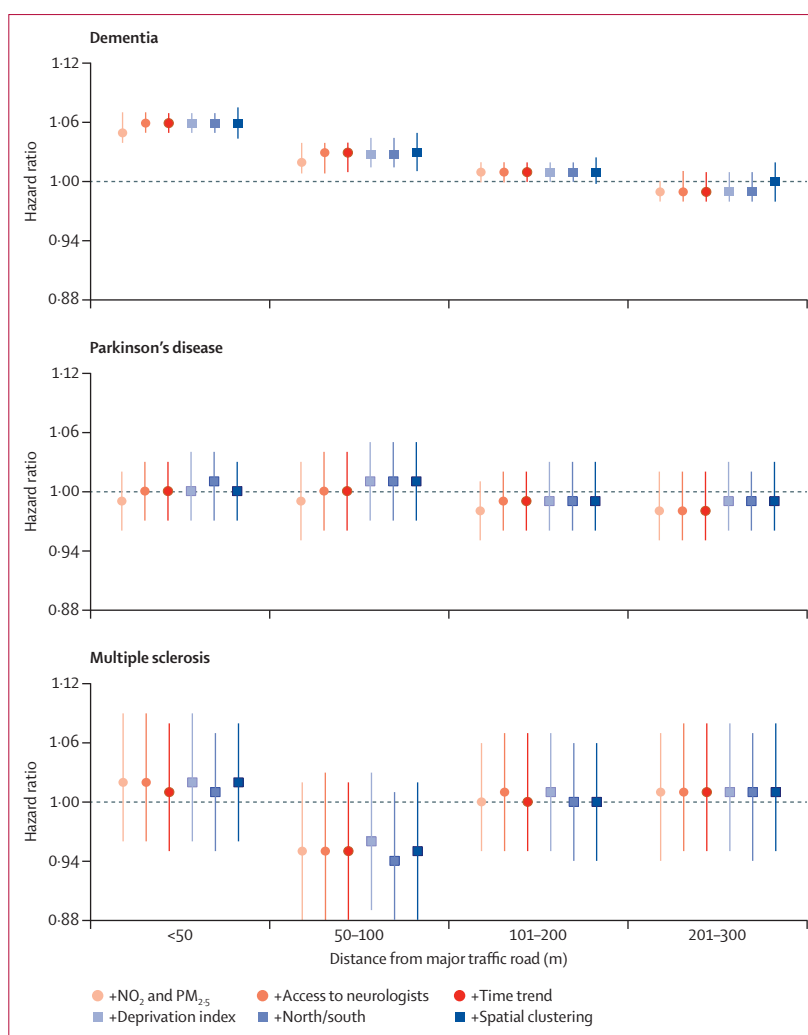 Dementia
1·12
1·06
1·00
0·94
0·88
Hazard ratio
Parkinson's disease
1·12
1·06
1·00
0·94
0·88
Hazard ratio
Multiple sclerosis
1·12
1·06
1·00
0·94
0·88
Hazard ratio
<50 50–100 101–200 201–300
Distance from major traffic road (m)
+NO₂ and PM₂·₅ +Access to neurologists +Time trend
+Deprivation index +North/south +Spatial clustering